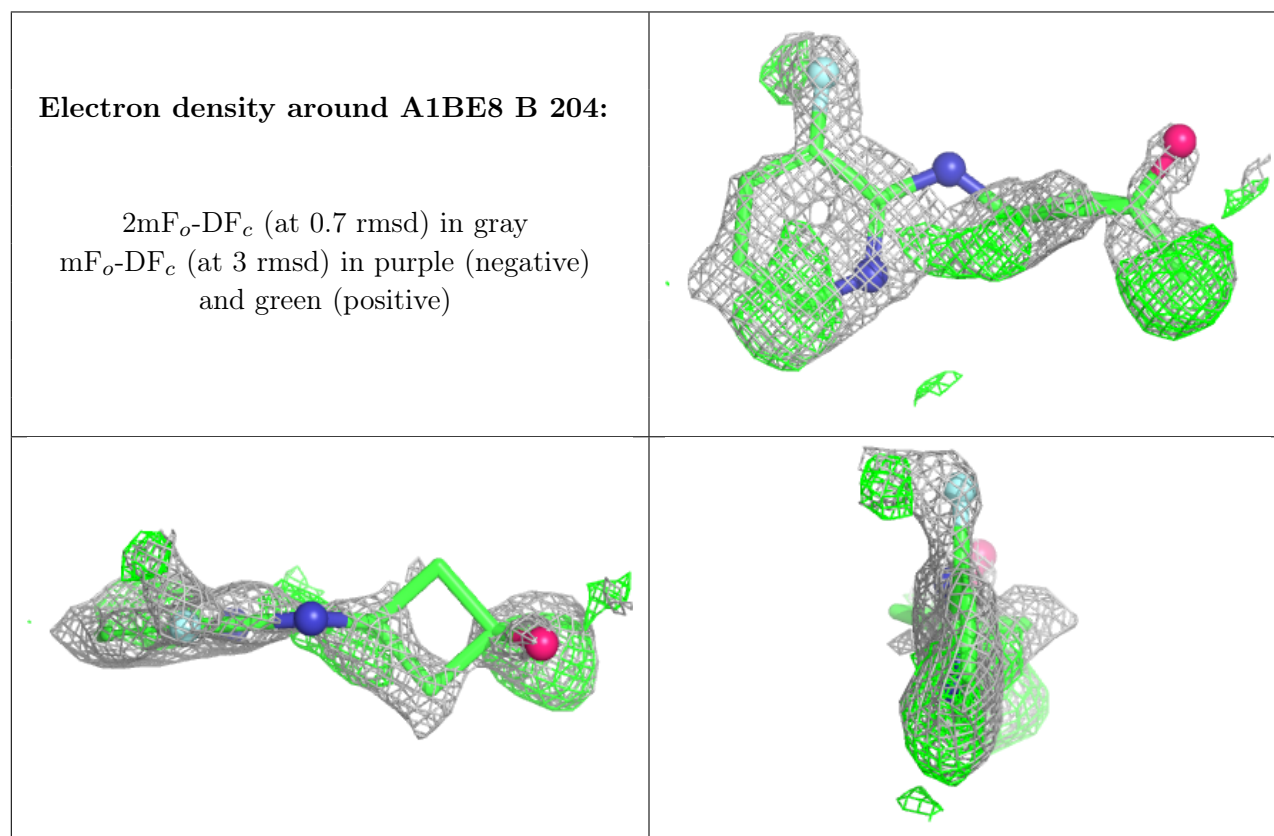 Electron density around A1BE8 B 204:
2mFo-DFc (at 0.7 rmsd) in gray
mFo-DFc (at 3 rmsd) in purple (negative)
and green (positive)